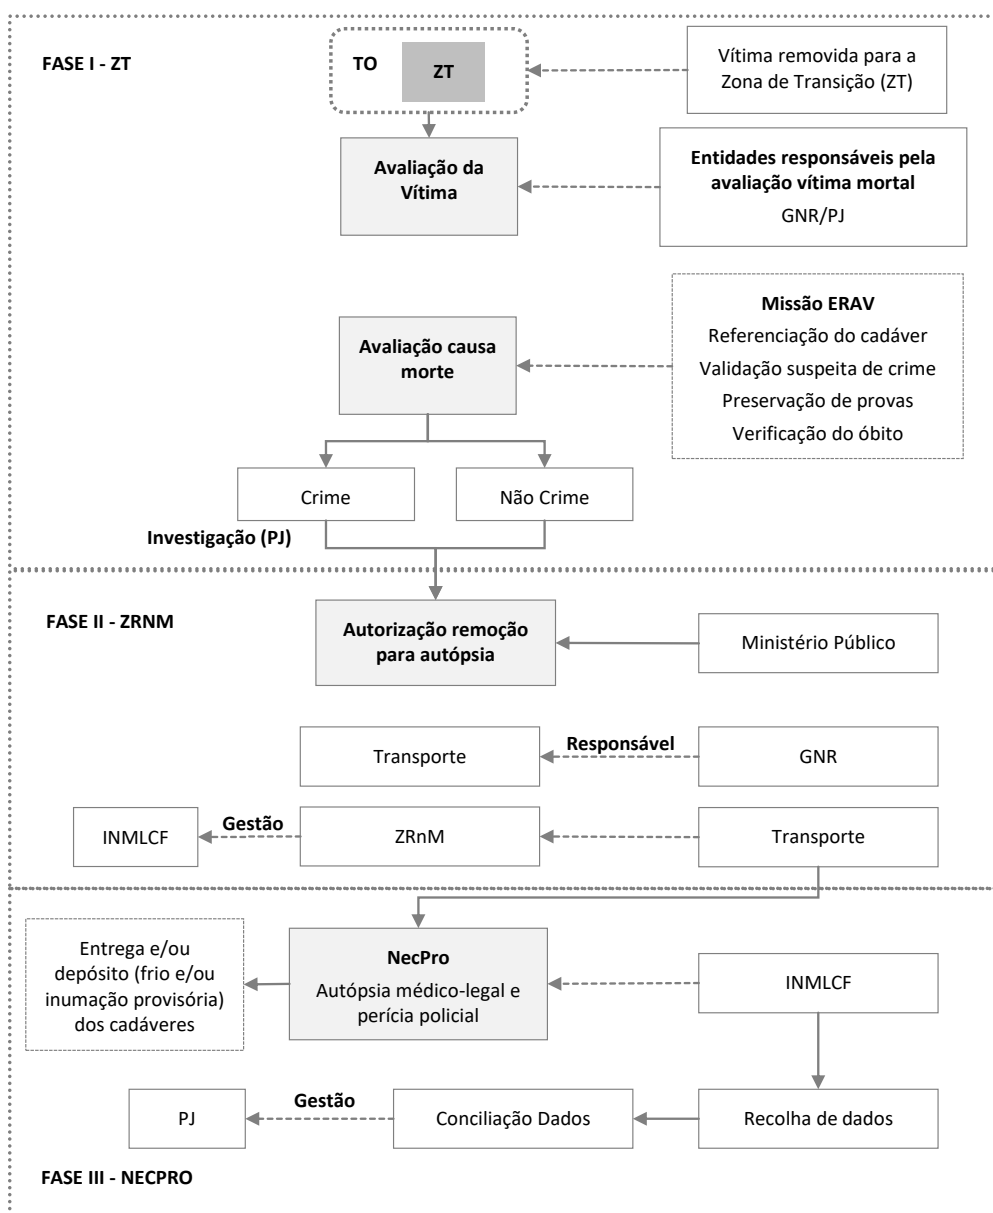 FASE I - ZT
TO
ZT
Vítima removida para a
Zona de Transição (ZT)
Avaliação da
Vítima
Entidades responsáveis pela
avaliação vítima mortal
GNR/PJ
Avaliação causa
morte
Missão ERAV
Referenciação do cadáver
Validação suspeita de crime
Preservação de provas
Verificação do óbito
Crime
Não Crime
Investigação (PJ)
FASE II - ZRNM
Autorização remoção
para autópsia
Ministério Público
Transporte
Responsável
GNR
INMLCF
Gestão
ZRnM
Transporte
Entrega e/ou
depósito (frio e/ou
inumação provisória)
dos cadáveres
NecPro
Autópsia médico-legal e
perícia policial
INMLCF
PJ
Gestão
Conciliação Dados
Recolha de dados
FASE III - NECPRO